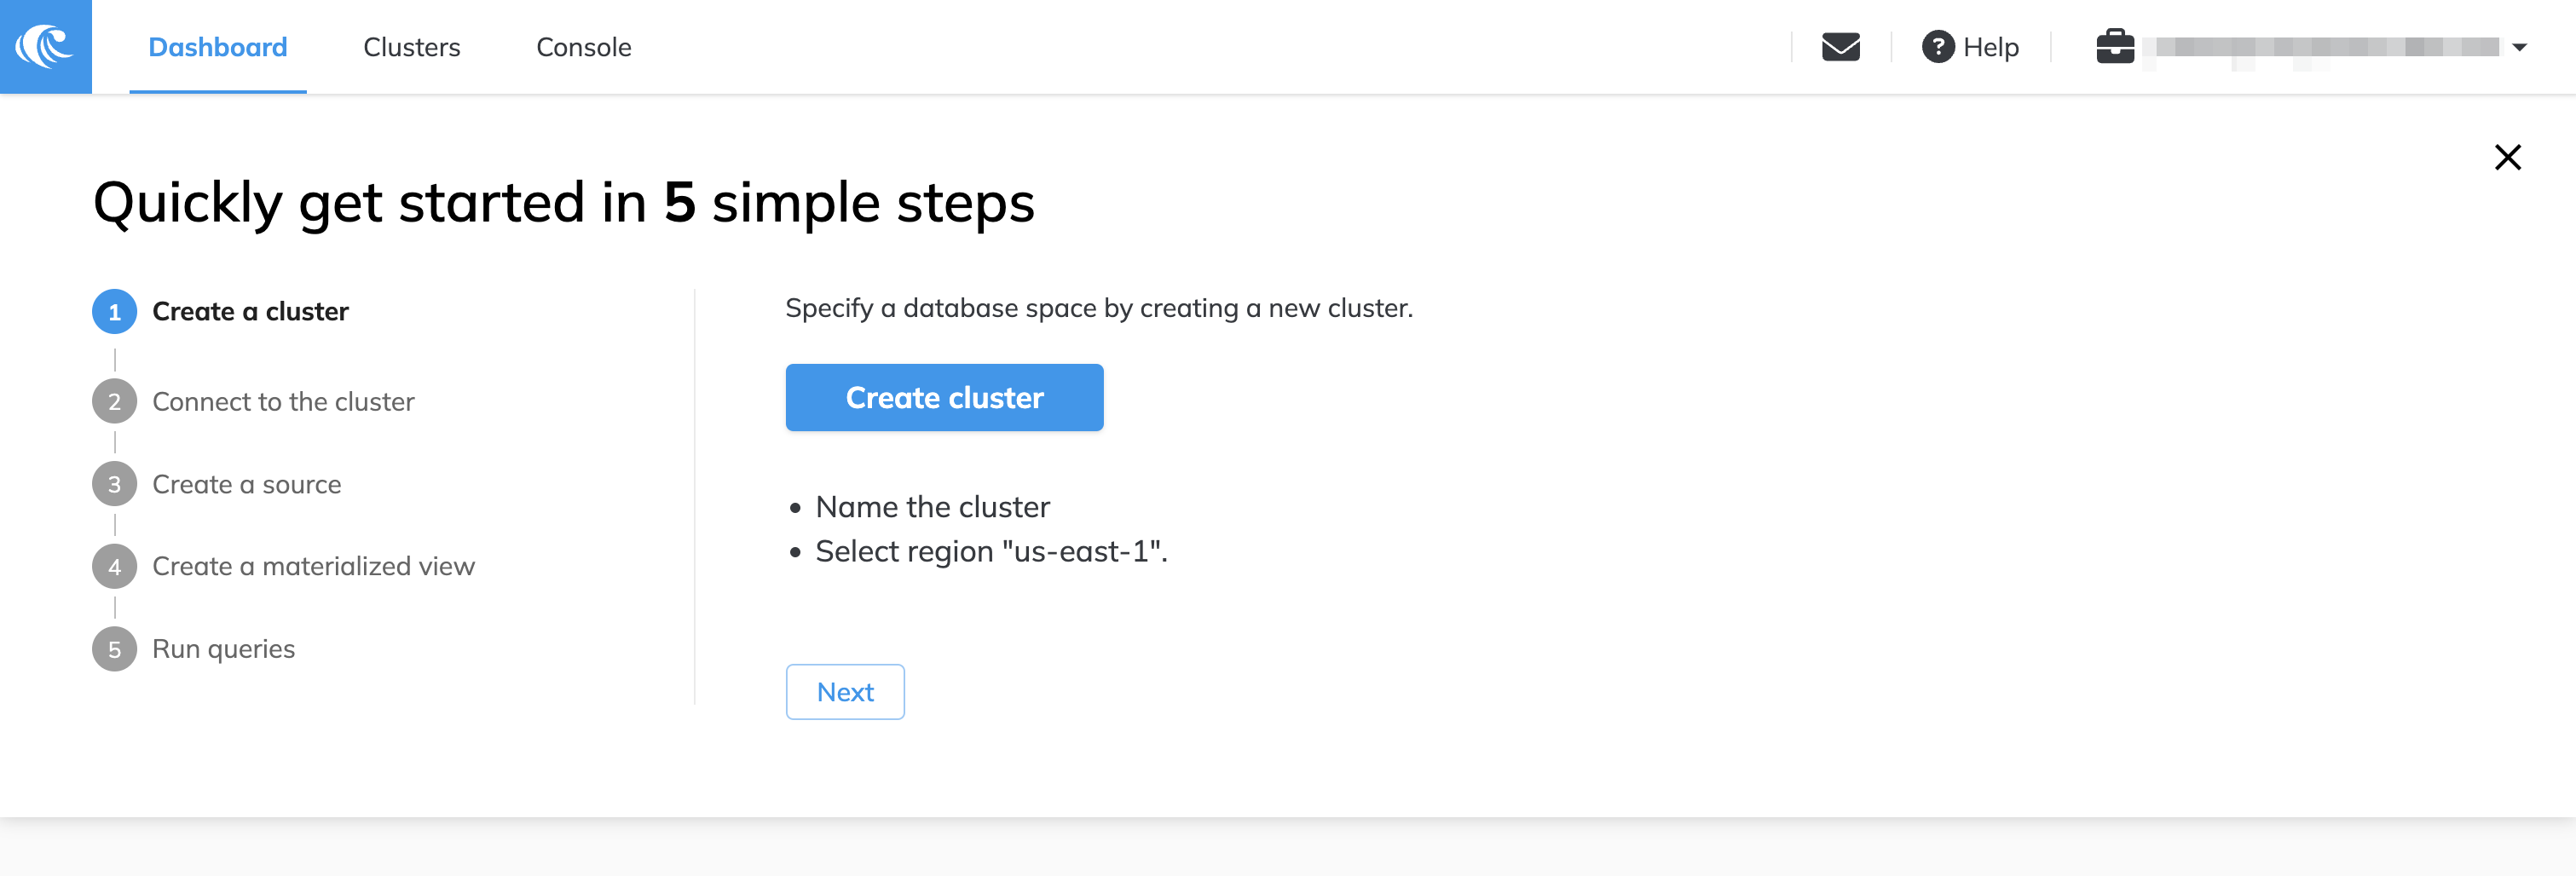 Dashboard Clusters Console ? Help
Quickly get started in 5 simple steps
1 Create a cluster
2 Connect to the cluster
3 Create a source
4 Create a materialized view
5 Run queries
Specify a database space by creating a new cluster.
Create cluster
• Name the cluster
• Select region "us-east-1".
Next